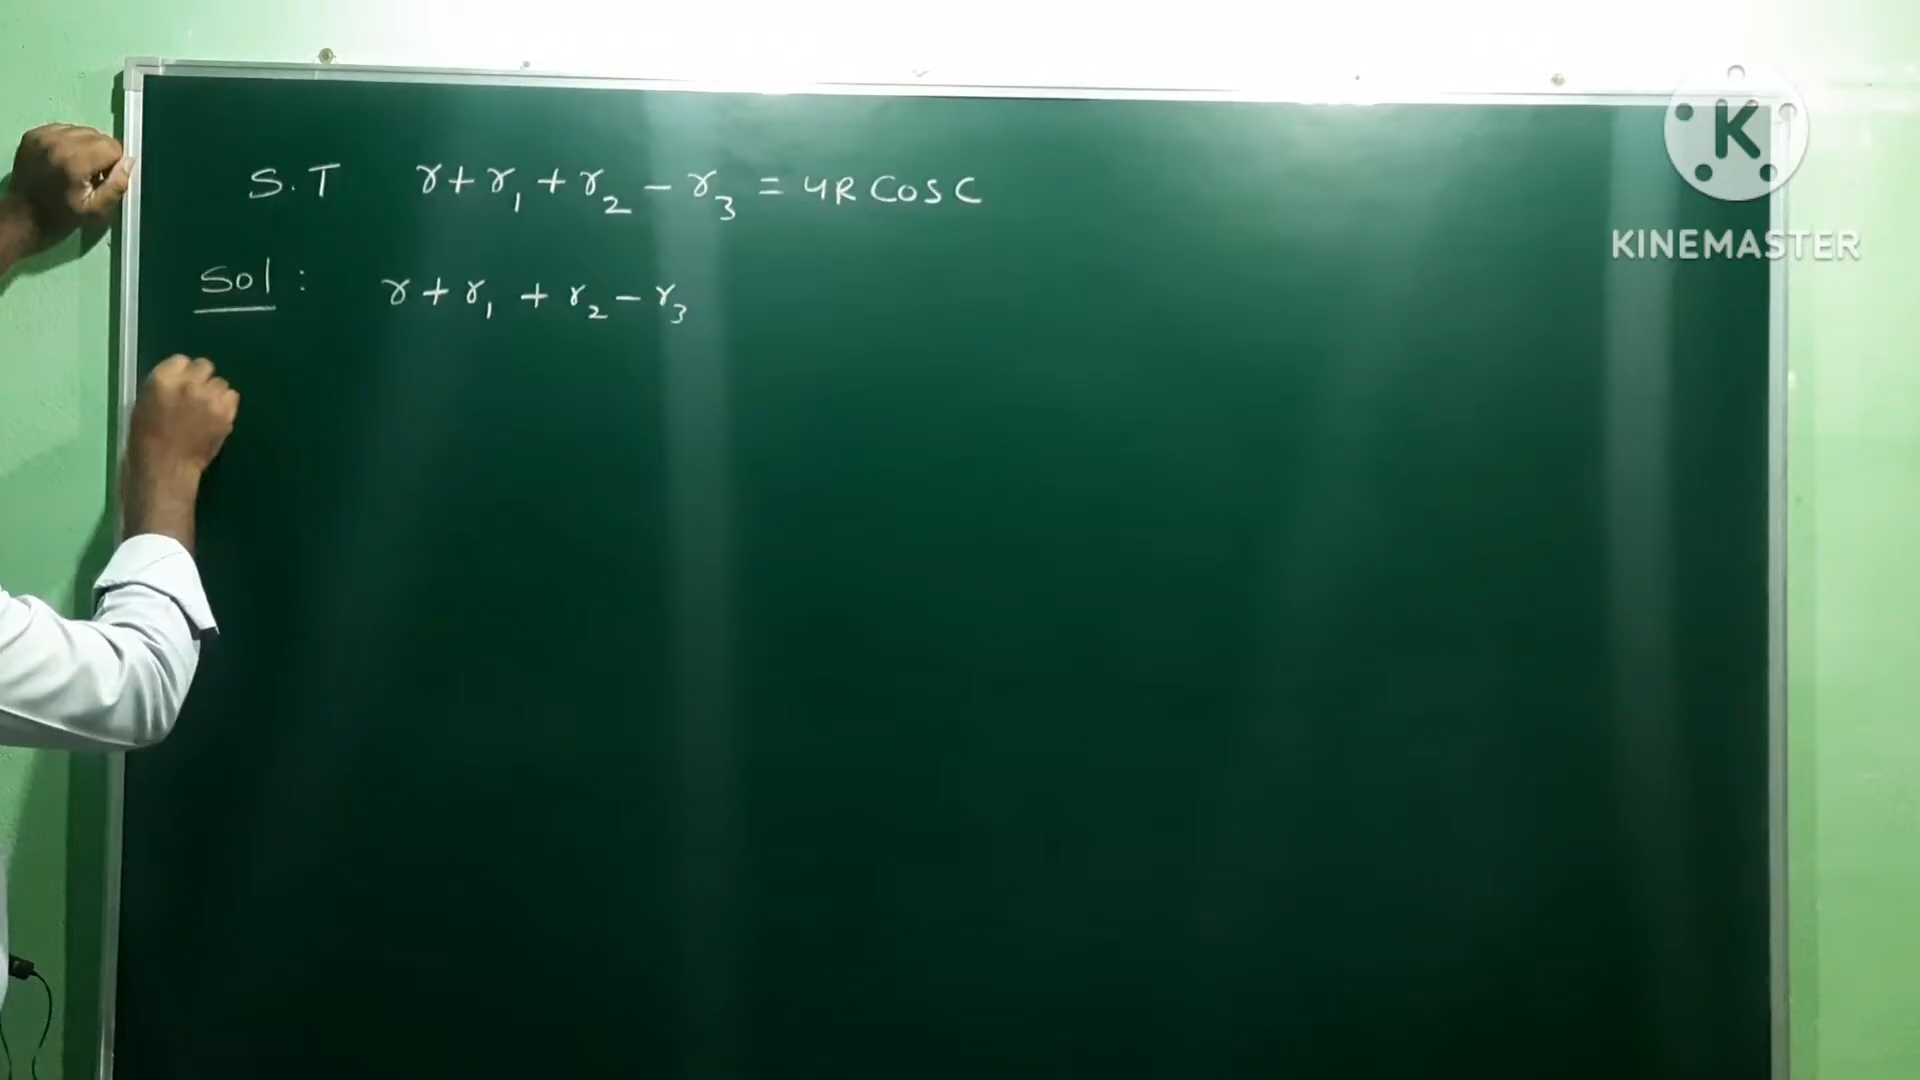 S.T r + r₁ + r₂ - r₃ = 4R COS C
Sol : r + r₁ + r₂ - r₃
K
KINEMASTER